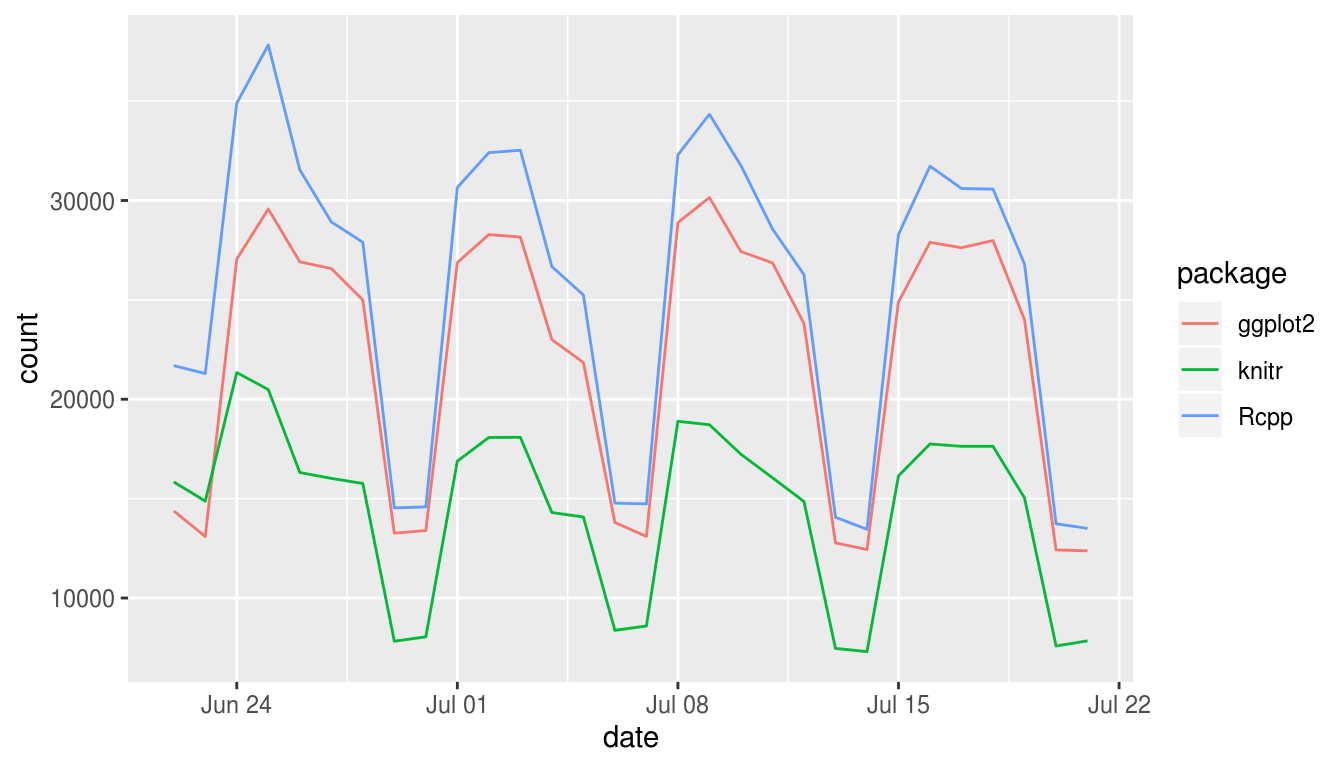 count
30000
20000
10000
Jun 24
Jul 01
Jul 08
Jul 15
Jul 22
date
package
ggplot2
knitr
Rcpp